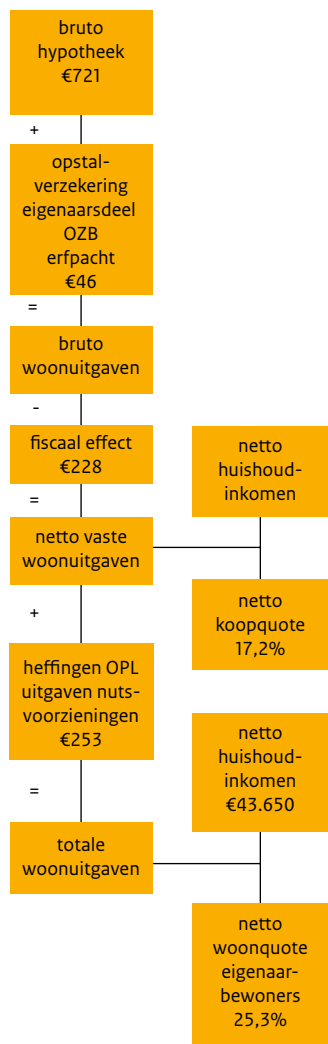 bruto
hypotheek
€721
+
opstal-
verzekering
eigenaarsdeel
OZB
erfpacht
€46
=
bruto
woonuitgaven
-
fiscaal effect
€228
=
netto vaste
woonuitgaven
netto
huishoud-
inkomen
netto
koopquote
17,2%
+
heffingen OPL
uitgaven nuts-
voorzieningen
€253
=
totale
woonuitgaven
netto
huishoud-
inkomen
€43.650
netto
woonquote
eigenaar-
bewoners
25,3%